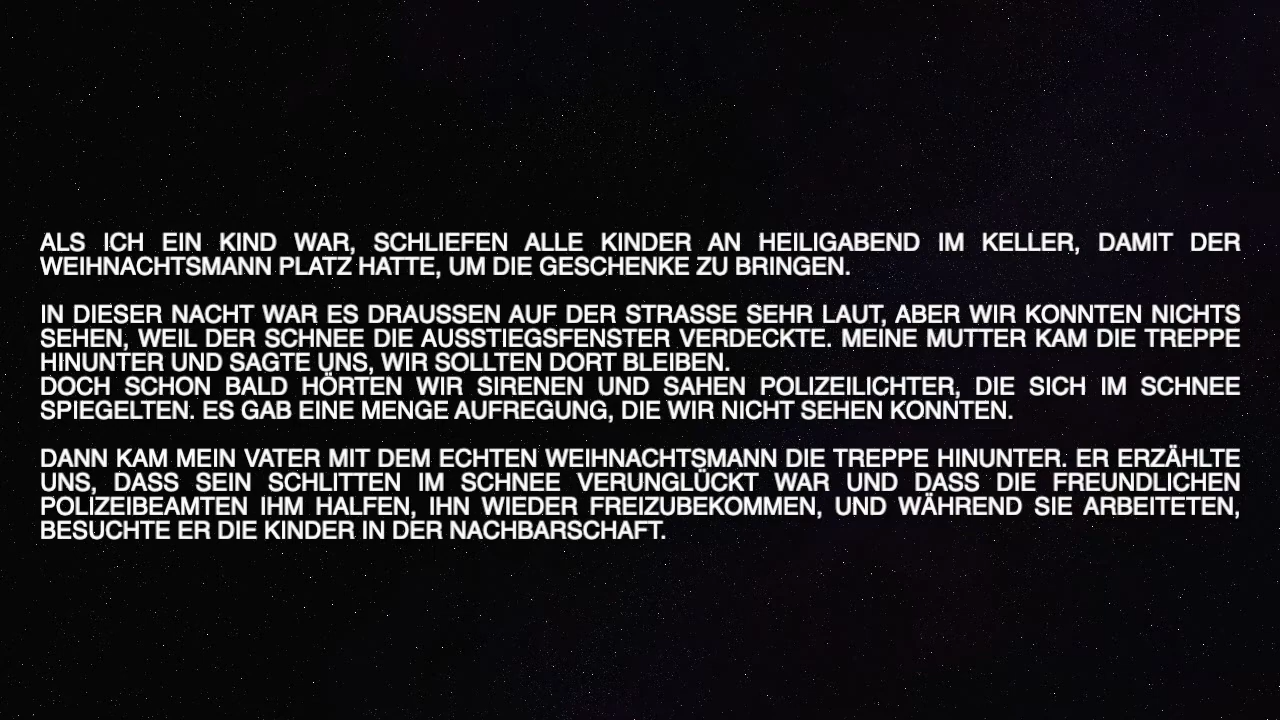 ALS ICH EIN KIND WAR, SCHLIEFEN ALLE KINDER AN HEILIGABEND IM KELLER, DAMIT DER
WEIHNACHTSMANN PLATZ HATTE, UM DIE GESCHENKE ZU BRINGEN.
IN DIESER NACHT WAR ES DRAUSSEN AUF DER STRASSE SEHR LAUT, ABER WIR KONNTEN NICHTS
SEHEN, WEIL DER SCHNEE DIE AUSSTIEGSFENSTER VERDECKTE. MEINE MUTTER KAM DIE TREPPE
HINUNTER UND SAGTE UNS, WIR SOLLTEN DORT BLEIBEN.
DOCH SCHON BALD HÖRTEN WIR SIRENEN UND SAHEN POLIZEILICHTER, DIE SICH IM SCHNEE
SPIEGELTEN. ES GAB EINE MENGE AUFREGUNG, DIE WIR NICHT SEHEN KONNTEN.
DANN KAM MEIN VATER MIT DEM ECHTEN WEIHNACHTSMANN DIE TREPPE HINUNTER. ER ERZÄHLTE
UNS, DASS SEIN SCHLITTEN IM SCHNEE VERUNGLÜCKT WAR UND DASS DIE FREUNDLICHEN
POLIZEIBEAMTEN IHM HALFEN, IHN WIEDER FREIZUBEKOMMEN, UND WÄHREND SIE ARBEITETEN,
BESUCHTE ER DIE KINDER IN DER NACHBARSCHAFT.